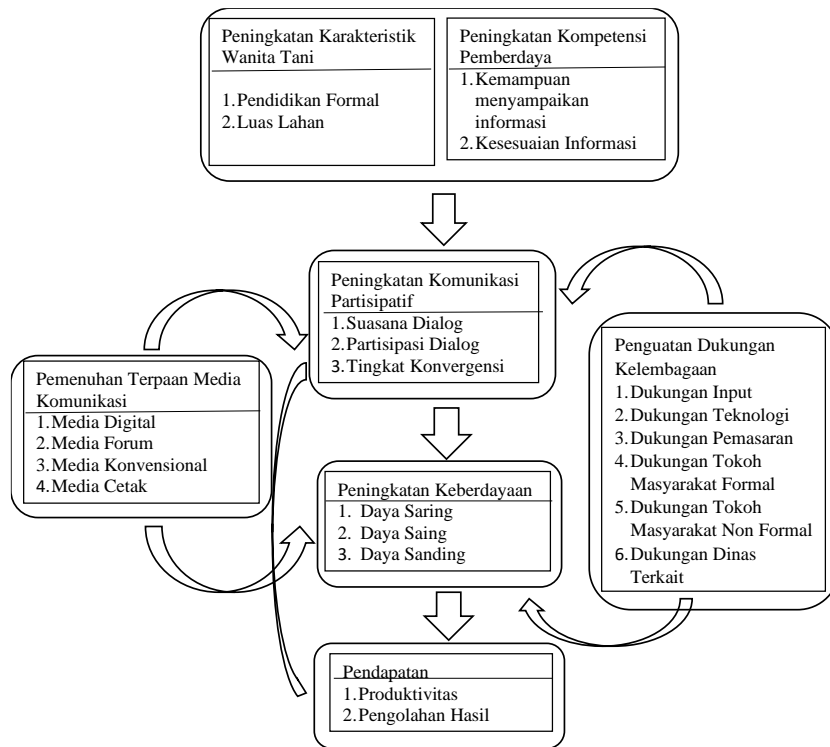 Peningkatan Karakteristik
Wanita Tani
1.Pendidikan Formal
2.Luas Lahan
Peningkatan Kompetensi
Pemberdaya
1.Kemampuan
menyampaikan
informasi
2.Kesesuaian Informasi
Peningkatan Komunikasi
Partisipatif
1.Suasana Dialog
2.Partisipasi Dialog
3.Tingkat Konvergensi
Pemenuhan Terpaan Media
Komunikasi
1.Media Digital
2.Media Forum
3.Media Konvensional
4.Media Cetak
Penguatan Dukungan
Kelembagaan
1.Dukungan Input
2.Dukungan Teknologi
3.Dukungan Pemasaran
4.Dukungan Tokoh
Masyarakat Formal
5.Dukungan Tokoh
Masyarakat Non Formal
6.Dukungan Dinas
Terkait
Peningkatan Keberdayaan
1. Daya Saring
2. Daya Saing
3. Daya Sanding
Pendapatan
1.Produktivitas
2.Pengolahan Hasil